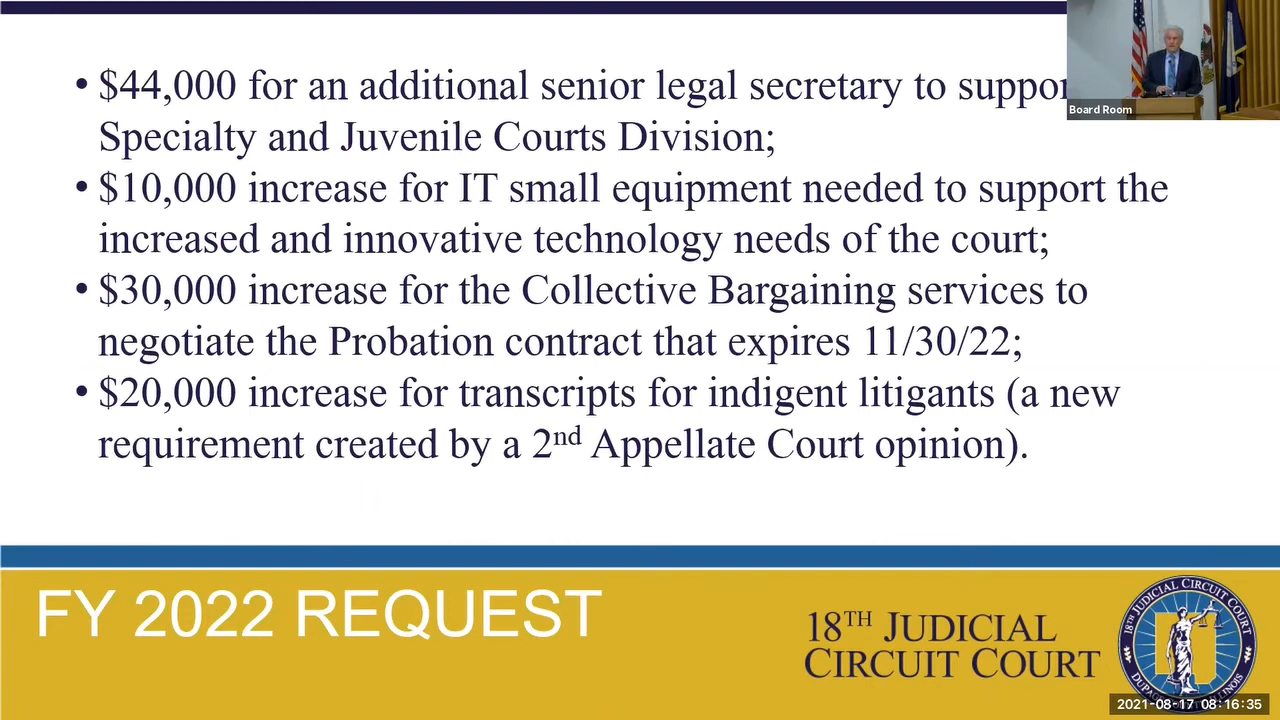 • $44,000 for an additional senior legal secretary to
Specialty and Juvenile Courts Division;
• $10,000 increase for IT small equipment needed to support the
increased and innovative technology needs of the court;
• $30,000 increase for the Collective Bargaining services to
negotiate the Probation contract that expires 11/30/22;
• $20,000 increase for transcripts for indigent litigants (a new
requirement created by a 2nd Appellate Court opinion).
Board Room
FY 2022 REQUEST
18TH JUDICIAL
CIRCUIT COURT
18TH JUDICIAL CIRCUIT COURT
2021-08-17 08:16:35